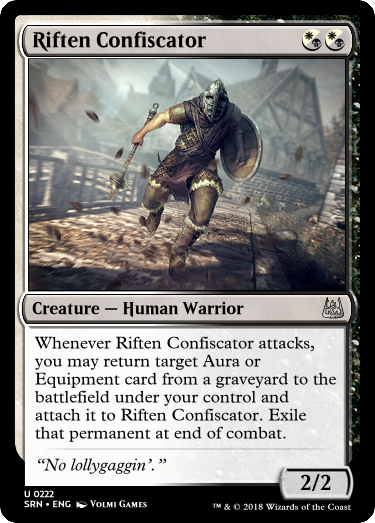 Riften Confiscator
Creature — Human Warrior
Whenever Riften Confiscator attacks,
you may return target Aura or
Equipment card from a graveyard to the
battlefield under your control and
attach it to Riften Confiscator. Exile
that permanent at end of combat.
“No lollygaggin’.”
2/2
U 0222
SRN • ENG Volmi Games
™ & © 2018 Wizards of the Coast